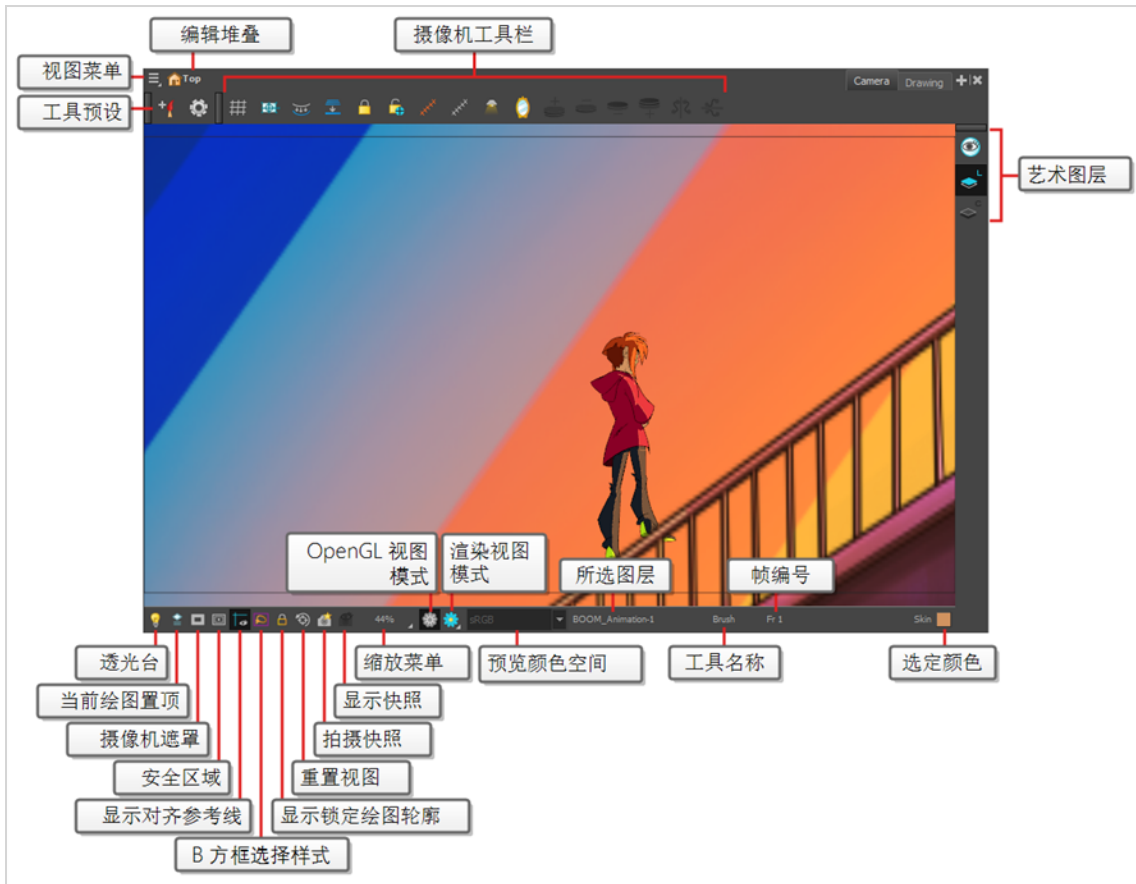 编辑堆叠
摄像机工具栏
视图菜单
Top
Camera
Drawing
工具预设
L
C
艺术图层
OpenGL 视图
模式
渲染视图
模式
所选图层
帧编号
44%
sRGB
BOOM_Animation-1
Brush
Fr 1
Skin
透光台
缩放菜单
预览颜色空间
工具名称
选定颜色
当前绘图置顶
显示快照
摄像机遮罩
拍摄快照
安全区域
重置视图
显示对齐参考线
显示锁定绘图轮廓
B 方框选择样式